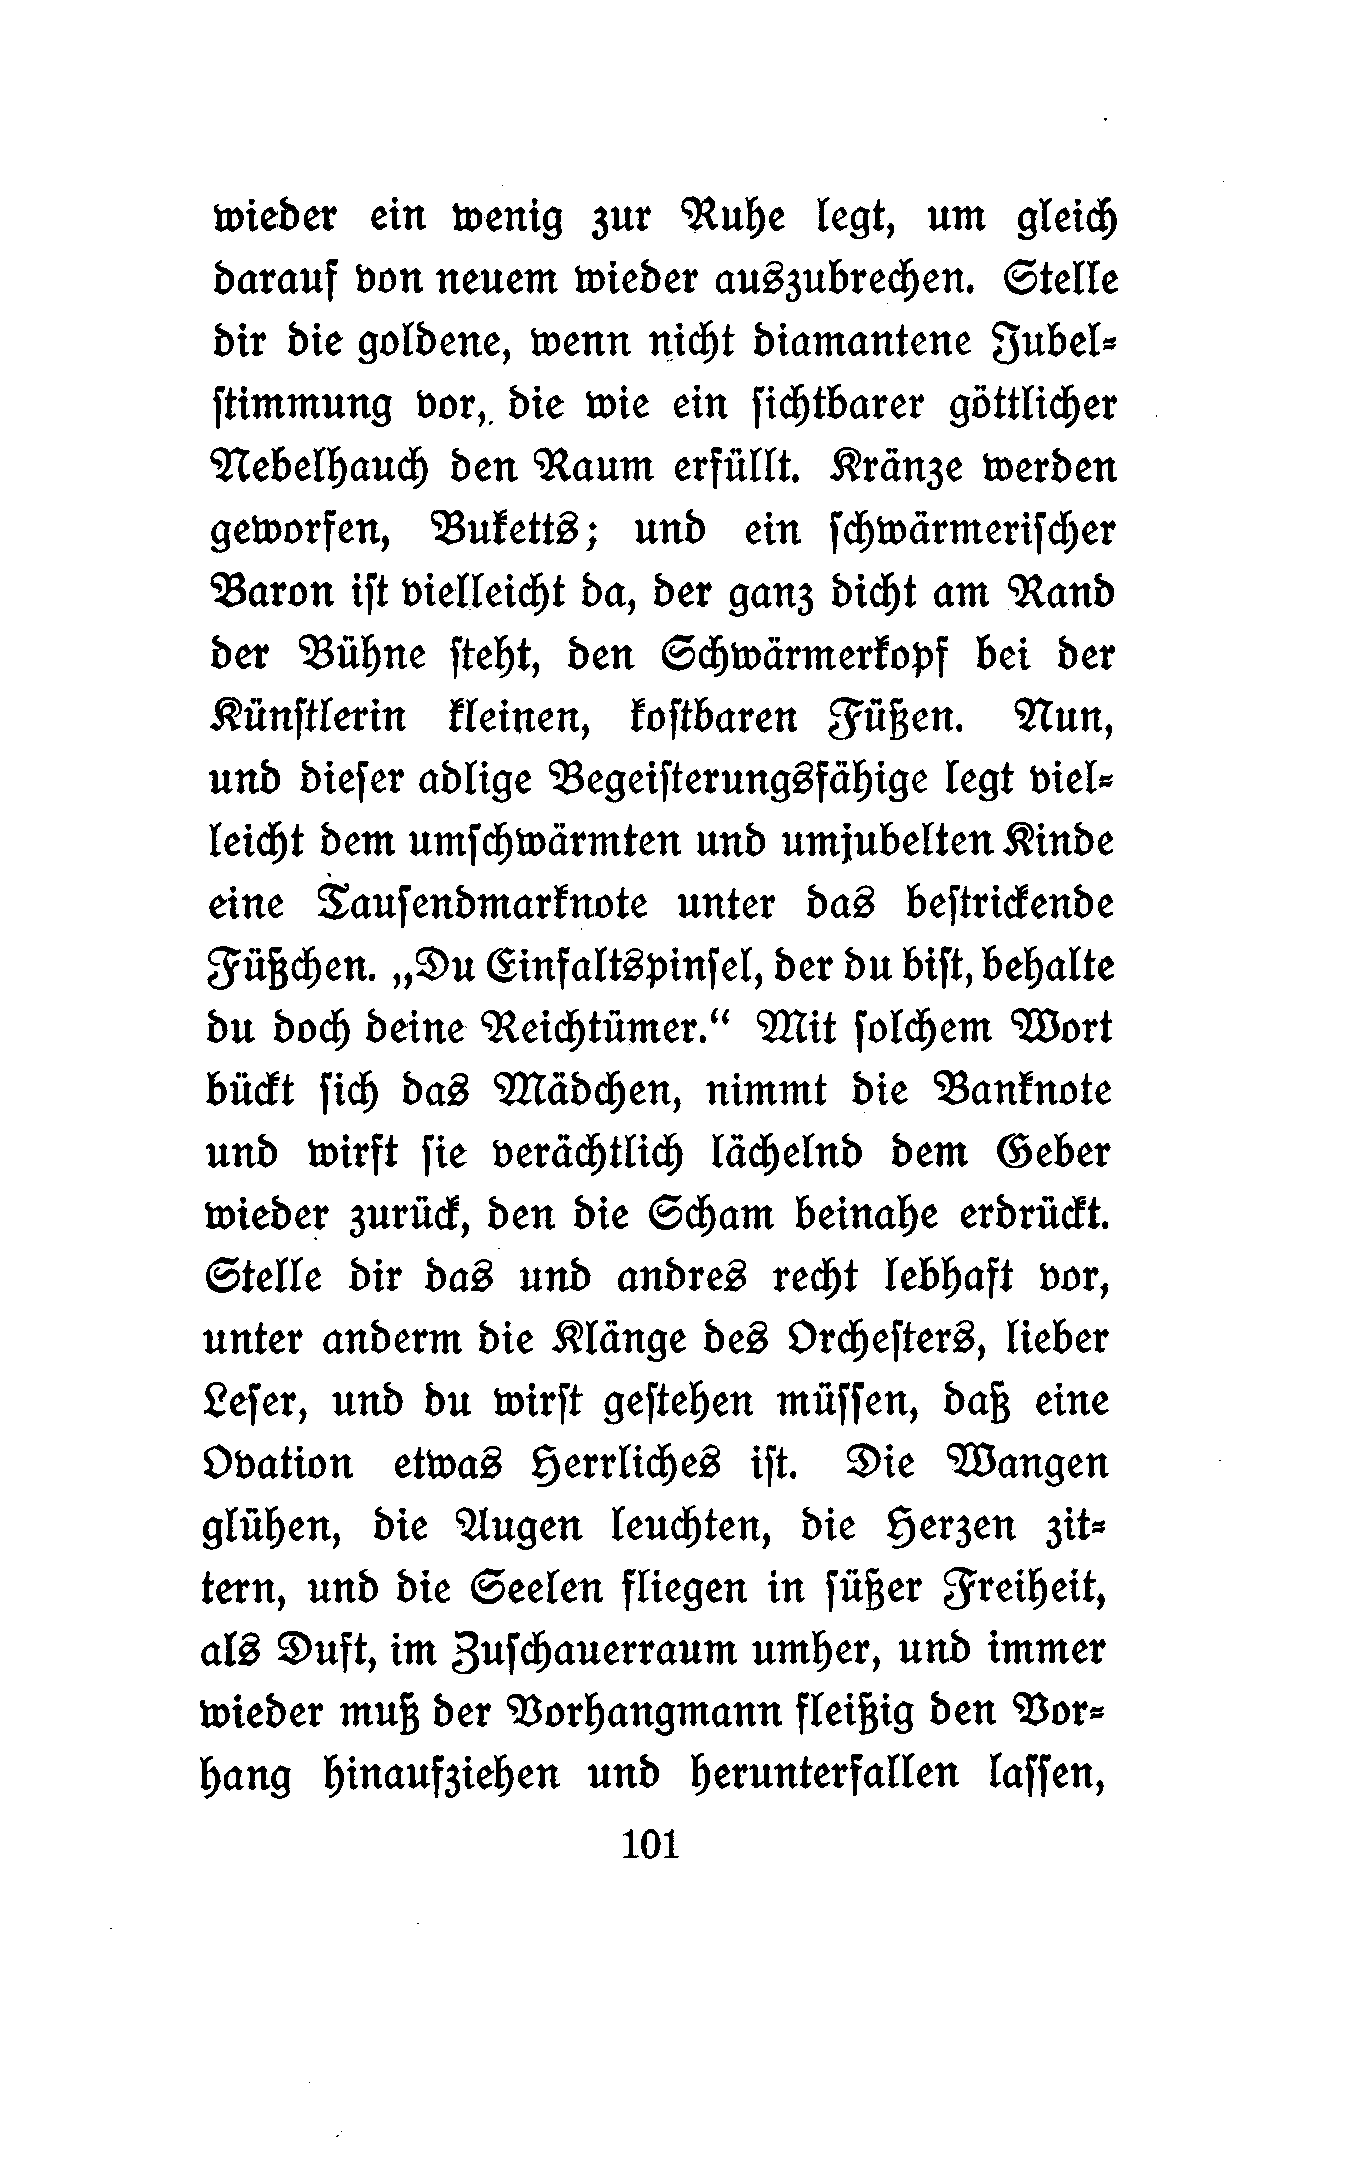 wieder ein wenig zur Ruhe legt, um gleich
darauf von neuem wieder auszubrechen. Stelle
dir die goldene, wenn nicht diamantene Jubel-
stimmung vor, die wie ein sichtbarer göttlicher
Nebelhauch den Raum erfüllt. Kränze werden
geworfen, Buketts; und ein schwärmerischer
Baron ist vielleicht da, der ganz dicht am Rand
der Bühne steht, den Schwärmerkopf bei der
Künstlerin kleinen, kostbaren Füßen. Nun,
und dieser adlige Begeisterungsfähige legt viel-
leicht dem umschwärmten und umjubelten Kinde
eine Tausendmarknote unter das bestrickende
Füßchen. „Du Einfaltspinsel, der du bist, behalte
du doch deine Reichtümer.“ Mit solchem Wort
bückt sich das Mädchen, nimmt die Banknote
und wirft sie verächtlich lächelnd dem Geber
wieder zurück, den die Scham beinahe erdrückt.
Stelle dir das und andres recht lebhaft vor,
unter anderm die Klänge des Orchesters, lieber
Leser, und du wirst gestehen müssen, daß eine
Ovation etwas Herrliches ist. Die Wangen
glühen, die Augen leuchten, die Herzen zit-
tern, und die Seelen fliegen in süßer Freiheit,
als Duft, im Zuschauerraum umher, und immer
wieder muß der Vorhangmann fleißig den Vor-
hang hinaufziehen und herunterfallen lassen,
101